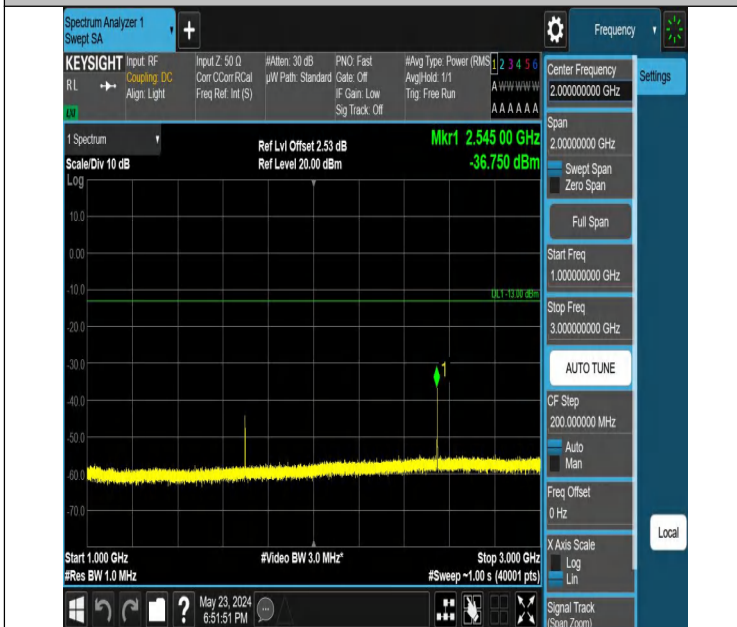 Spectrum Analyzer 1
Swept SA
+
Frequency
KEYSIGHT
RL
Input: RF
Coupling: DC
Align: Light
Input Z: 50 Ω
Corr CCorr RCal
Freq Ref: Int (S)
#Atten: 30 dB
µW Path: Standard
PNO: Fast
Gate: Off
IF Gain: Low
Sig Track: Off
#Avg Type: Power (RMS
Avg|Hold: 1/1
Trig: Free Run
1 2 3 4 5 6
A W W W W W
A A A A A A
1 Spectrum
Scale/Div 10 dB
Log
Ref Lvl Offset 2.53 dB
Ref Level 20.00 dBm
Mkr1 2.545 00 GHz
-36.750 dBm
10.0
0.00
-10.0
-20.0
-30.0
-40.0
-50.0
-60.0
-70.0
DL1 -13.00 dBm
1
Start 1.000 GHz
#Res BW 1.0 MHz
#Video BW 3.0 MHz*
Stop 3.000 GHz
#Sweep ~1.00 s (40001 pts)
?
May 23, 2024
6:51:51 PM
Center Frequency
2.000000000 GHz
Settings
Span
2.00000000 GHz
Swept Span
Zero Span
Full Span
Start Freq
1.000000000 GHz
Stop Freq
3.000000000 GHz
AUTO TUNE
CF Step
200.000000 MHz
Auto
Man
Freq Offset
0 Hz
X Axis Scale
Log
Lin
Local
Signal Track
(Span Zoom)